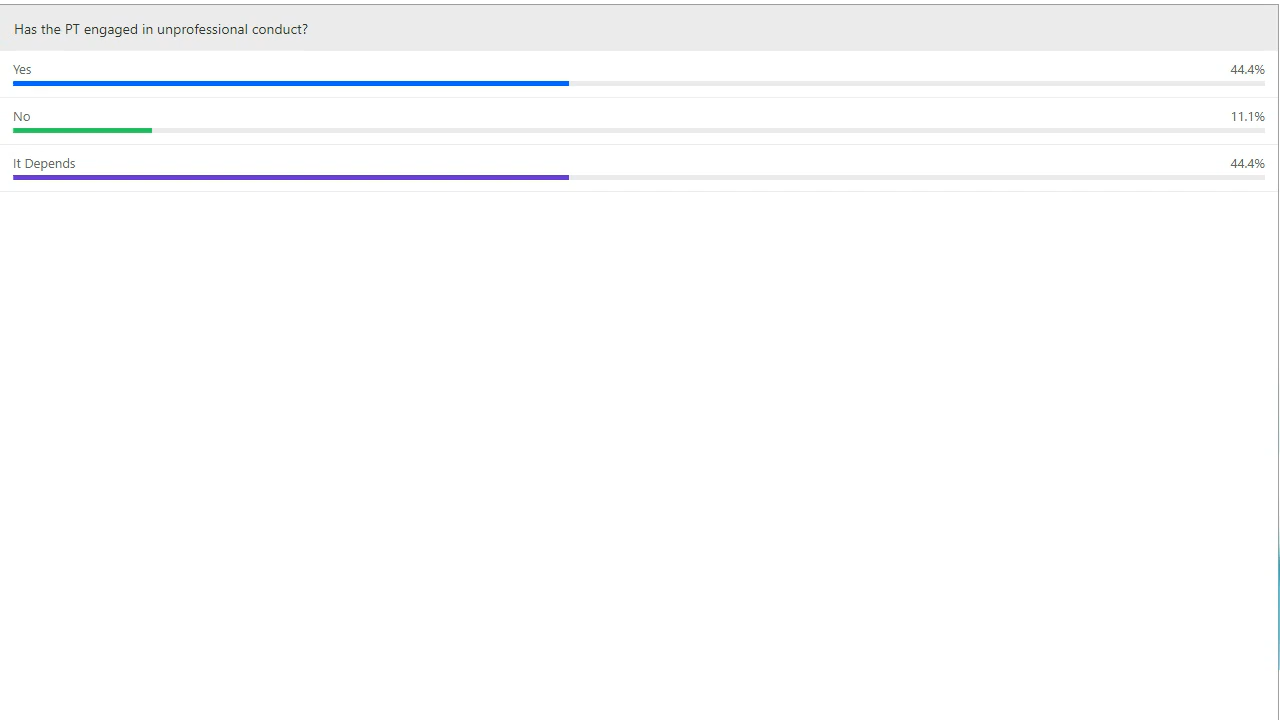 Has the PT engaged in unprofessional conduct?
Yes 44.4%
No 11.1%
It Depends 44.4%